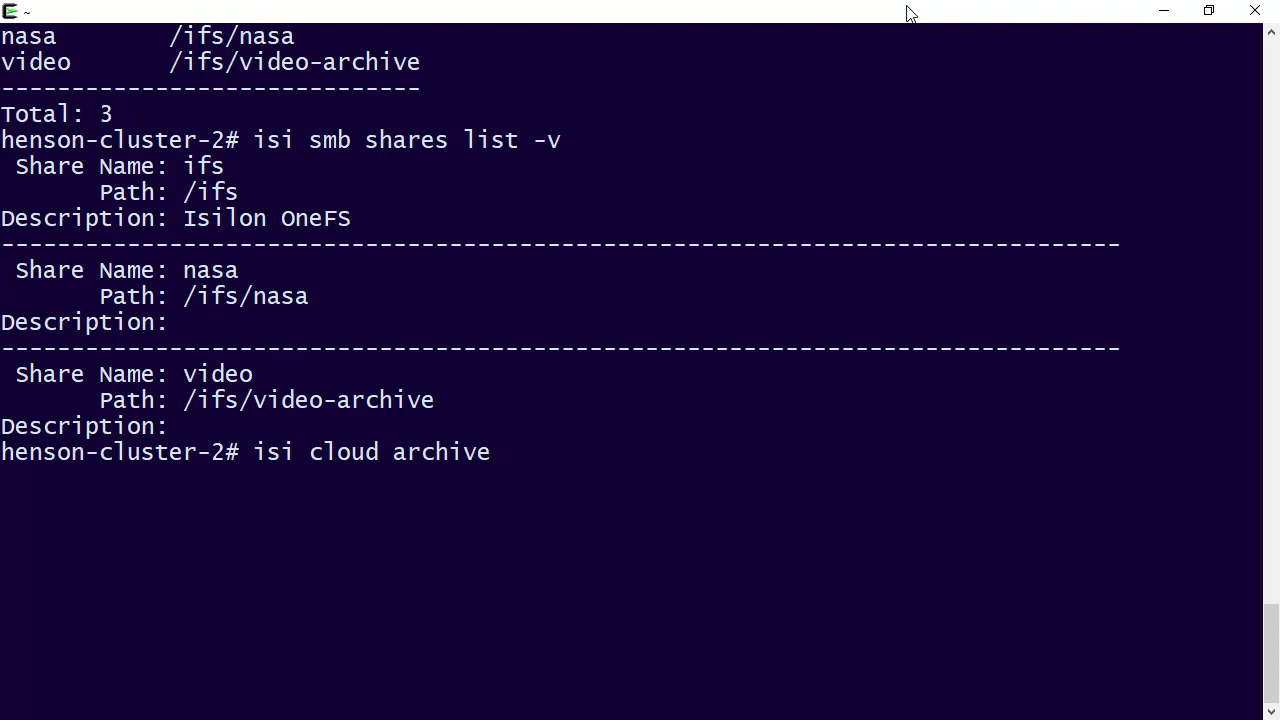 ~
nasa        /ifs/nasa
video       /ifs/video-archive
------------------------------
Total: 3
henson-cluster-2# isi smb shares list -v
 Share Name: ifs
       Path: /ifs
Description: Isilon OneFS
--------------------------------------------------------------------------------
 Share Name: nasa
       Path: /ifs/nasa
Description:
--------------------------------------------------------------------------------
 Share Name: video
       Path: /ifs/video-archive
Description:
henson-cluster-2# isi cloud archive